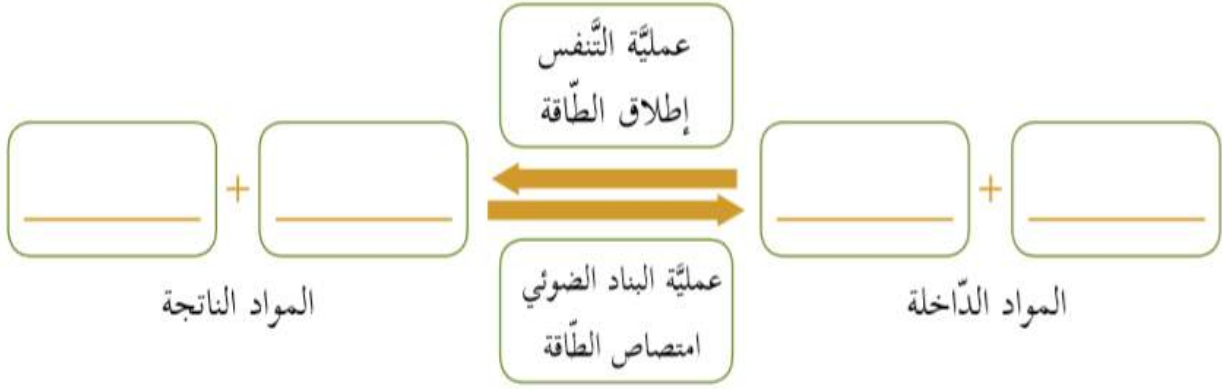 عمليَّة التَّنفس
إطلاق الطّاقة
+
+
عمليَّة البناد الضوئي
امتصاص الطّاقة
المواد الدّاخلة
المواد الناتجة